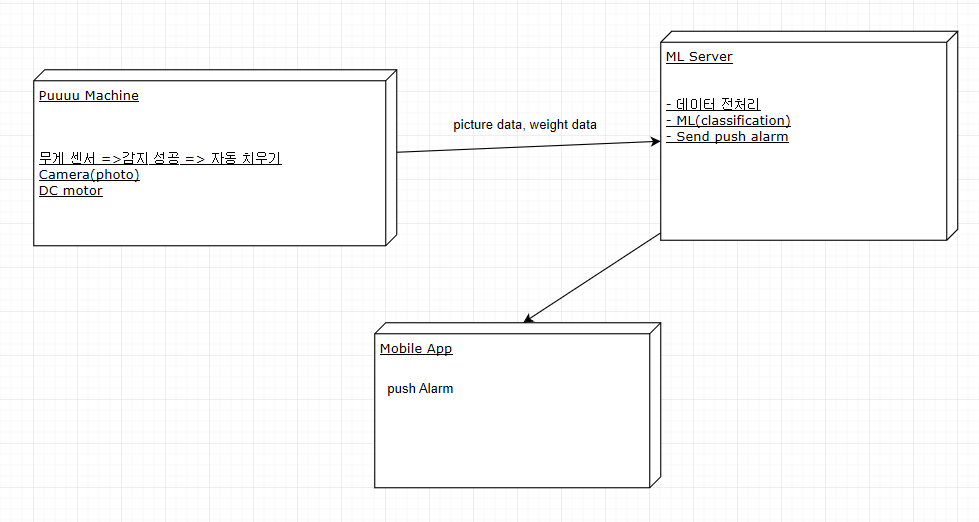 Puuuu Machine
무게 센서 =>감지 성공 => 자동 치우기
Camera(photo)
DC motor
picture data, weight data
ML Server
- 데이터 전처리
- ML(classification)
- Send push alarm
Mobile App
push Alarm